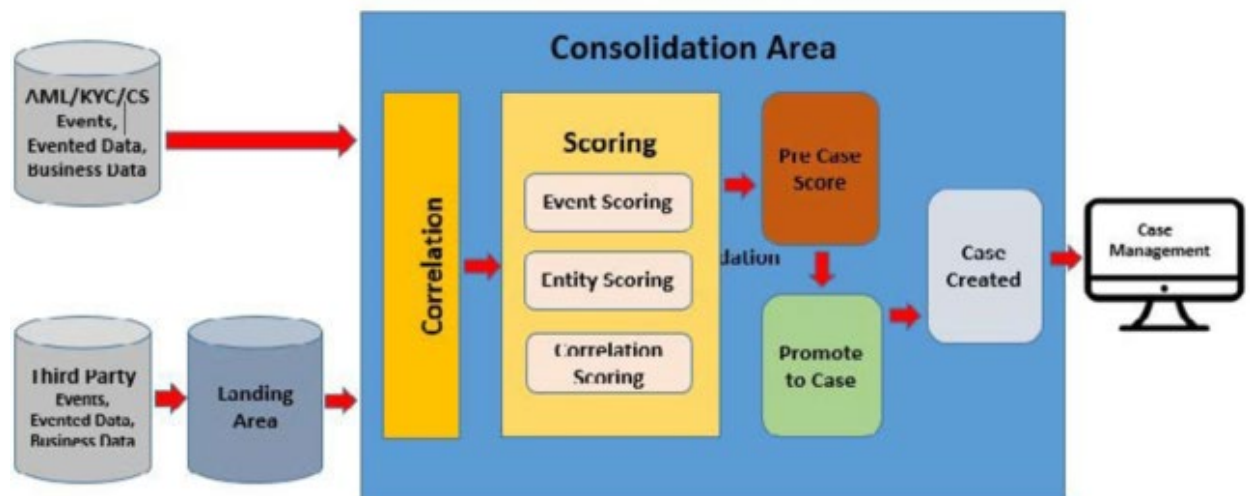 Consolidation Area
AML/KYC/CS
Events,
Evented Data,
Business Data
Correlation
Scoring
Event Scoring
Entity Scoring
Correlation
Scoring
Pre Case
Score
dation
Promote
to Case
Case
Created
Case
Management
Third Party
Events,
Evented Data,
Business Data
Landing
Area